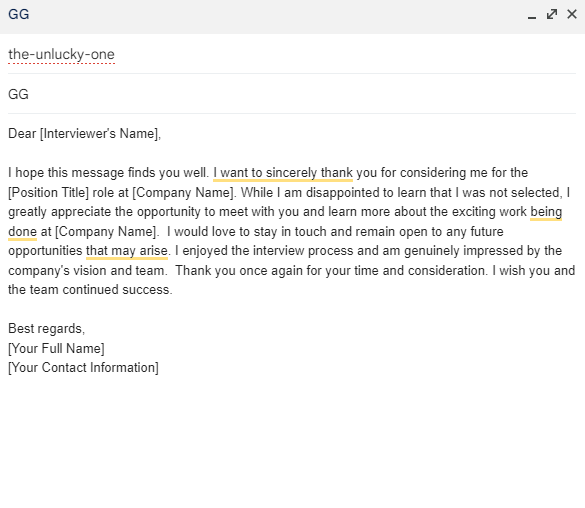 GG
the-unlucky-one
GG
Dear [Interviewer's Name],
I hope this message finds you well. I want to sincerely thank you for considering me for the
[Position Title] role at [Company Name]. While I am disappointed to learn that I was not selected, I
greatly appreciate the opportunity to meet with you and learn more about the exciting work being
done at [Company Name].  I would love to stay in touch and remain open to any future
opportunities that may arise. I enjoyed the interview process and am genuinely impressed by the
company's vision and team.  Thank you once again for your time and consideration. I wish you and
the team continued success.
Best regards,
[Your Full Name]
[Your Contact Information]